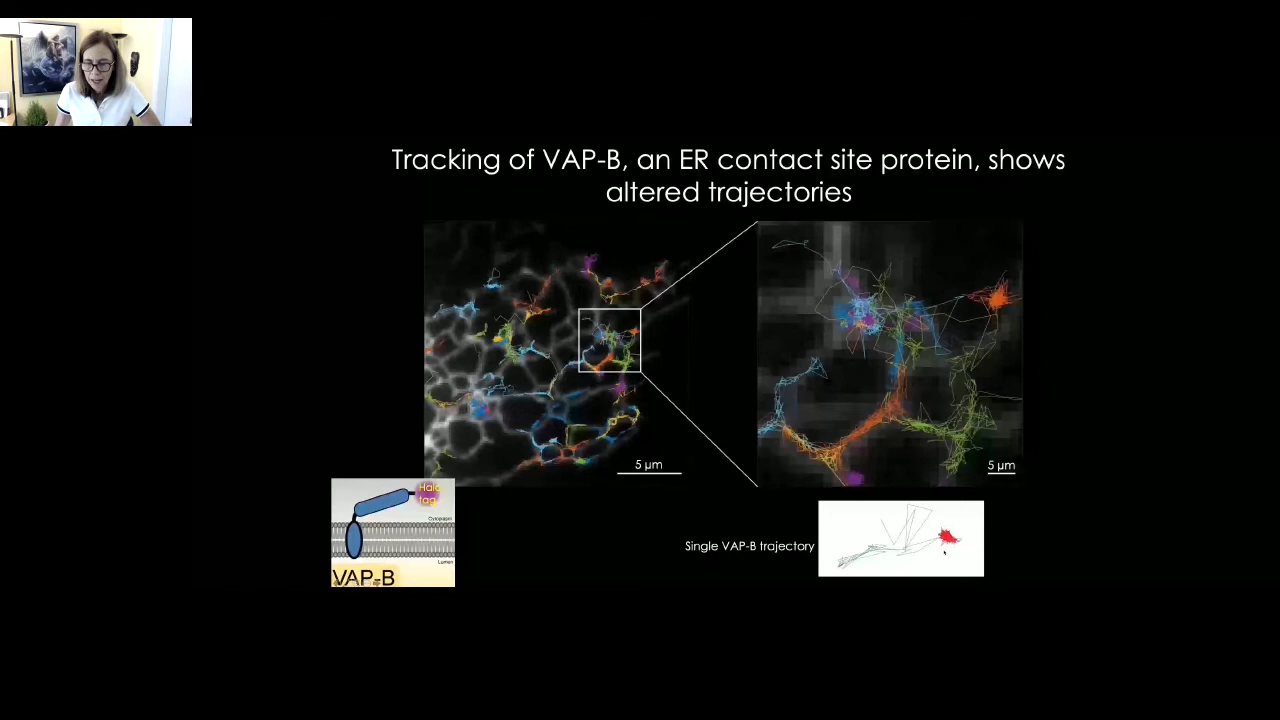 Tracking of VAP-B, an ER contact site protein, shows
altered trajectories
5 µm
5 µm
Halo
tag
Cytoplasm
Lumen
VAP-B
Single VAP-B trajectory